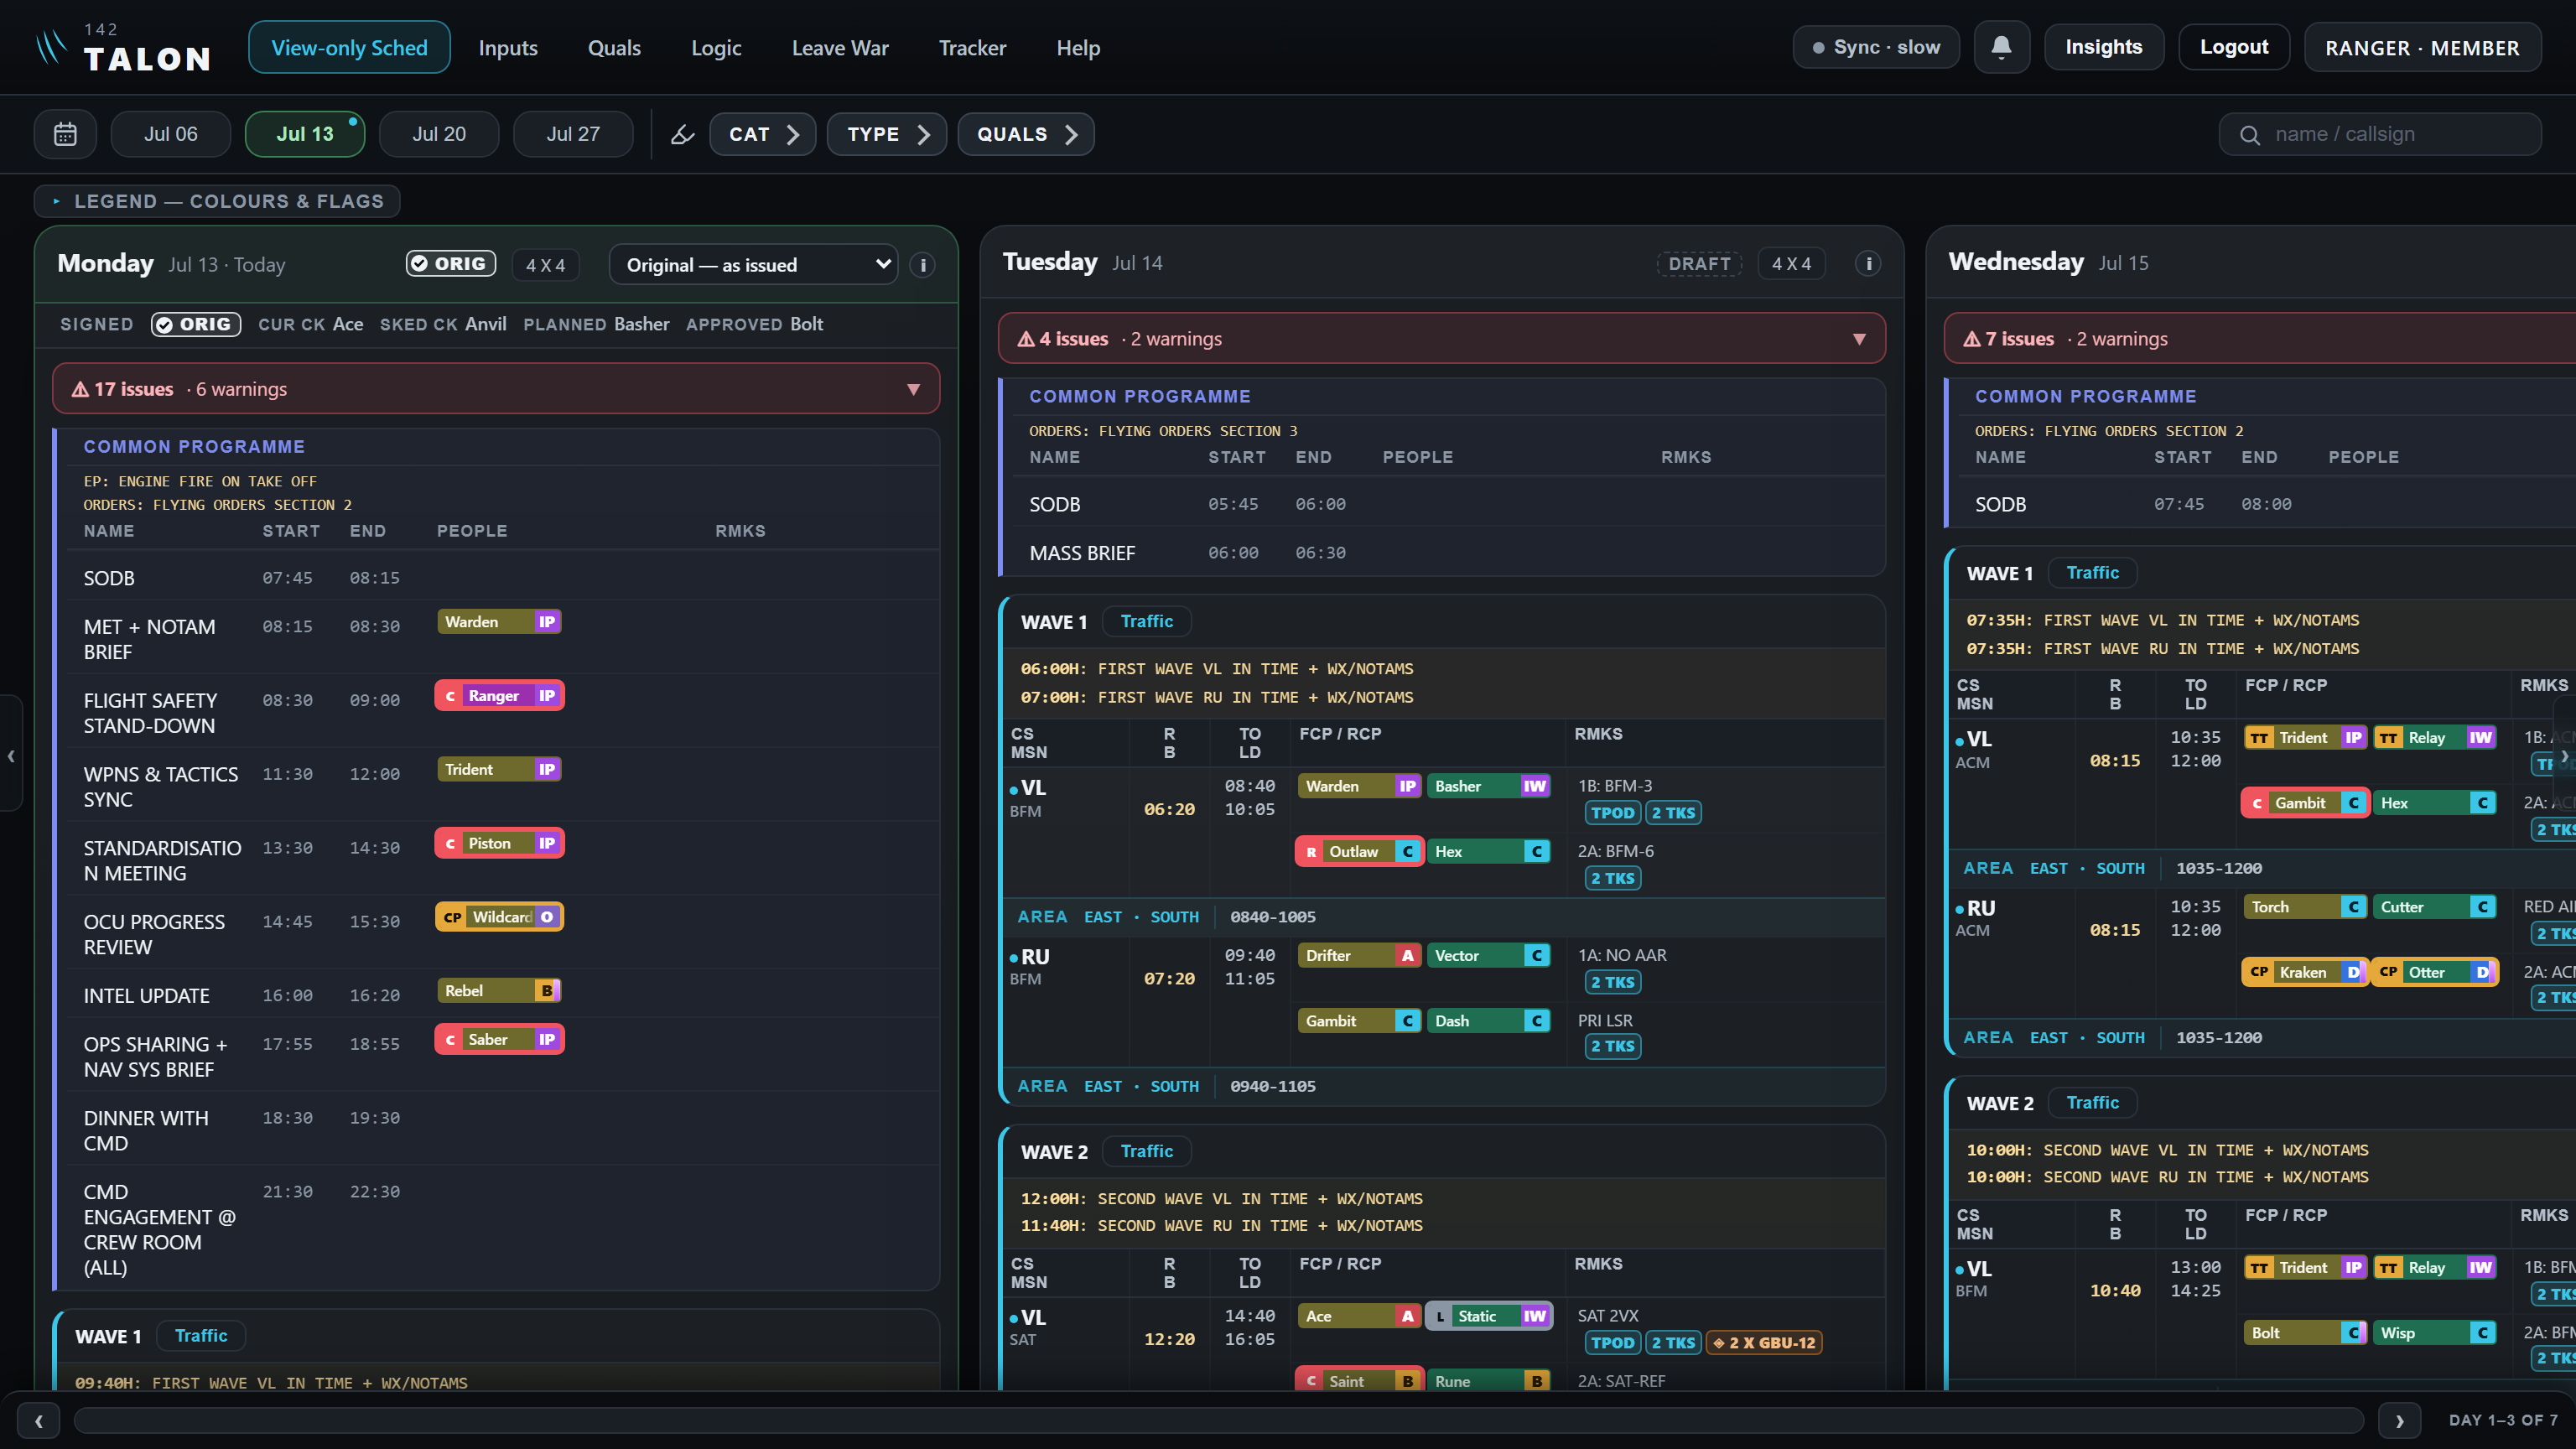 142
TALON
View-only Sched
Inputs
Quals
Logic
Leave War
Tracker
Help
Sync · slow
Insights
Logout
RANGER · MEMBER
Jul 06
Jul 13
Jul 20
Jul 27
CAT
TYPE
QUALS
name / callsign
LEGEND — COLOURS & FLAGS
Monday Jul 13 · Today
ORIG
4 X 4
Original — as issued
SIGNED ORIG CUR CK Ace SKED CK Anvil PLANNED Basher APPROVED Bolt
17 issues · 6 warnings
COMMON PROGRAMME
EP: ENGINE FIRE ON TAKE OFF
ORDERS: FLYING ORDERS SECTION 2
NAME START END PEOPLE RMKS
SODB 07:45 08:15
MET + NOTAM BRIEF 08:15 08:30 Warden IP
FLIGHT SAFETY STAND-DOWN 08:30 09:00 C Ranger IP
WPNS & TACTICS SYNC 11:30 12:00 Trident IP
STANDARDISATIO
N MEETING 13:30 14:30 C Piston IP
OCU PROGRESS REVIEW 14:45 15:30 CP Wildcard O
INTEL UPDATE 16:00 16:20 Rebel B
OPS SHARING + NAV SYS BRIEF 17:55 18:55 C Saber IP
DINNER WITH CMD 18:30 19:30
CMD ENGAGEMENT @ CREW ROOM (ALL) 21:30 22:30
WAVE 1 Traffic
09:40H: FIRST WAVE VL IN TIME + WX/NOTAMS
Tuesday Jul 14
DRAFT
4 X 4
4 issues · 2 warnings
COMMON PROGRAMME
ORDERS: FLYING ORDERS SECTION 3
NAME START END PEOPLE RMKS
SODB 05:45 06:00
MASS BRIEF 06:00 06:30
WAVE 1 Traffic
06:00H: FIRST WAVE VL IN TIME + WX/NOTAMS
07:00H: FIRST WAVE RU IN TIME + WX/NOTAMS
CS R TO FCP / RCP RMKS
MSN B LD
VL 08:40 Warden IP Basher IW 1B: BFM-3
BFM 06:20 10:05 TPOD 2 TKS
R Outlaw C Hex C 2A: BFM-6
2 TKS
AREA EAST · SOUTH 0840-1005
RU 09:40 Drifter A Vector C 1A: NO AAR
BFM 07:20 11:05 2 TKS
Gambit C Dash C PRI LSR
2 TKS
AREA EAST · SOUTH 0940-1105
WAVE 2 Traffic
12:00H: SECOND WAVE VL IN TIME + WX/NOTAMS
11:40H: SECOND WAVE RU IN TIME + WX/NOTAMS
CS R TO FCP / RCP RMKS
MSN B LD
VL 14:40 Ace A L Static IW SAT 2VX
SAT 12:20 16:05 TPOD 2 TKS 2 X GBU-12
C Saint B Rune B 2A: SAT-REF
Wednesday Jul 15
7 issues · 2 warnings
COMMON PROGRAMME
ORDERS: FLYING ORDERS SECTION 2
NAME START END PEOPLE
SODB 07:45 08:00
WAVE 1 Traffic
07:35H: FIRST WAVE VL IN TIME + WX/NOTAMS
07:35H: FIRST WAVE RU IN TIME + WX/NOTAMS
CS R TO FCP / RCP RMKS
MSN B LD
VL 10:35 TT Trident IP TT Relay IW 1B:
ACM 08:15 12:00
C Gambit C Hex C 2A:
2 TKS
AREA EAST · SOUTH 1035-1200
RU 10:35 Torch C Cutter C RED
ACM 08:15 12:00 2 TKS
CP Kraken D CP Otter D 2A:
2 TKS
AREA EAST · SOUTH 1035-1200
WAVE 2 Traffic
10:00H: SECOND WAVE VL IN TIME + WX/NOTAMS
10:00H: SECOND WAVE RU IN TIME + WX/NOTAMS
CS R TO FCP / RCP RMKS
MSN B LD
VL 13:00 TT Trident IP TT Relay IW 1B:
BFM 10:40 14:25 2 TKS
Bolt C Wisp C 2A:
2 TKS
DAY 1–3 OF 7